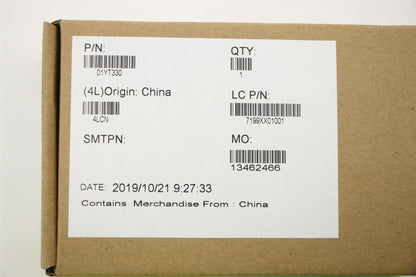 P/N: QTY:
01YT330 1
(4L)Origin: China LC P/N:
4LCN 7199XX01001
SMTPN: MO:
13462466
DATE: 2019/10/21 9:27:33
Contains Merchandise From : China